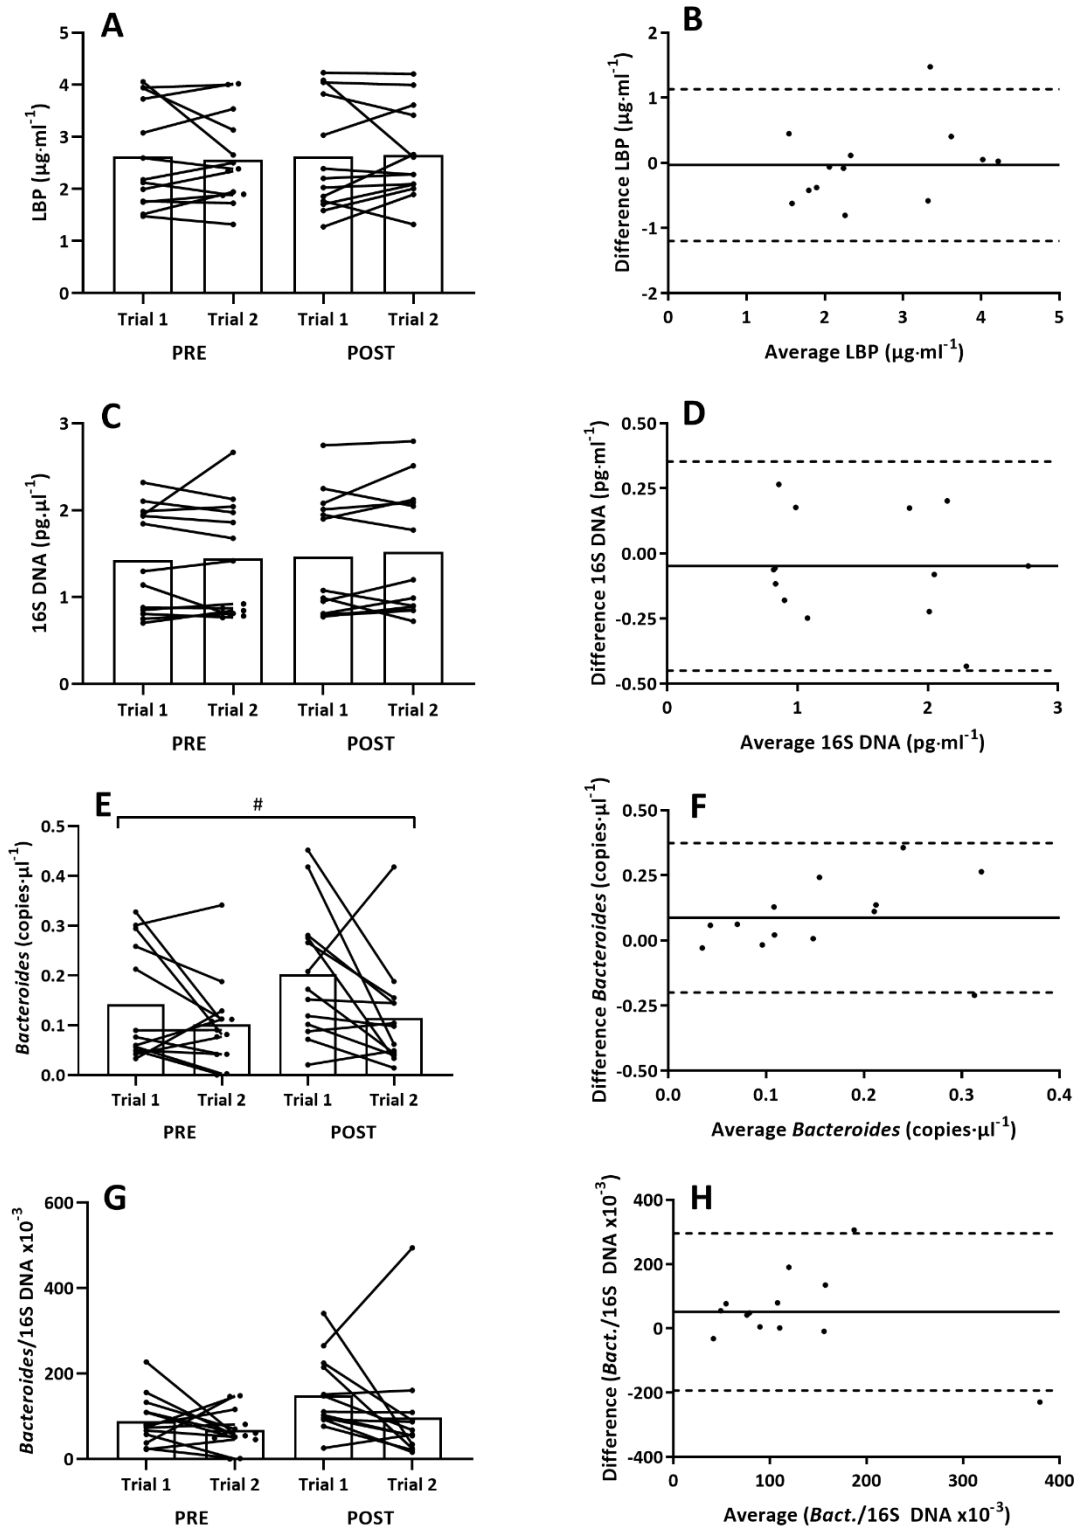 A
5
4
3
2
1
0
LBP (µg·ml⁻¹)
Trial 1 Trial 2 Trial 1 Trial 2
PRE POST
B
2
1
0
-1
-2
Difference LBP (µg·ml⁻¹)
0 1 2 3 4 5
Average LBP (µg·ml⁻¹)
C
3
2
1
0
16S DNA (pg.µl⁻¹)
Trial 1 Trial 2 Trial 1 Trial 2
PRE POST
D
0.50
0.25
0.00
-0.25
-0.50
Difference 16S DNA (pg·ml⁻¹)
0 1 2 3
Average 16S DNA (pg·ml⁻¹)
E
#
0.5
0.4
0.3
0.2
0.1
0.0
Bacteroides (copies·µl⁻¹)
Trial 1 Trial 2 Trial 1 Trial 2
PRE POST
F
0.50
0.25
0.00
-0.25
-0.50
Difference Bacteroides (copies·µl⁻¹)
0.0 0.1 0.2 0.3 0.4
Average Bacteroides (copies·µl⁻¹)
G
600
400
200
0
Bacteroides/16S DNA x10⁻³
Trial 1 Trial 2 Trial 1 Trial 2
PRE POST
H
400
200
0
-200
-400
Difference (Bact./16S DNA x10⁻³)
0 100 200 300 400
Average (Bact./16S DNA x10⁻³)